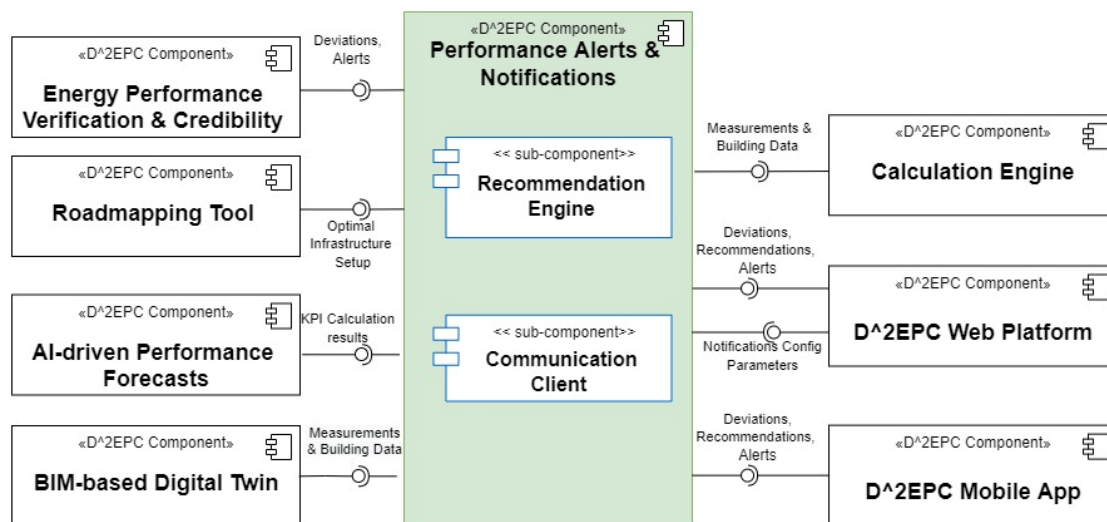 «D^2EPC Component»
Energy Performance
Verification & Credibility
Deviations,
Alerts
«D^2EPC Component»
Roadmapping Tool
Optimal
Infrastructure
Setup
«D^2EPC Component»
AI-driven Performance
Forecasts
KPI Calculation
results
«D^2EPC Component»
BIM-based Digital Twin
Measurements
& Building Data
«D^2EPC Component»
Performance Alerts &
Notifications
<< sub-component>>
Recommendation
Engine
<< sub-component>>
Communication
Client
Measurements &
Building Data
«D^2EPC Component»
Calculation Engine
Deviations,
Recommendations,
Alerts
«D^2EPC Component»
D^2EPC Web Platform
Notifications Config
Parameters
Deviations,
Recommendations,
Alerts
«D^2EPC Component»
D^2EPC Mobile App